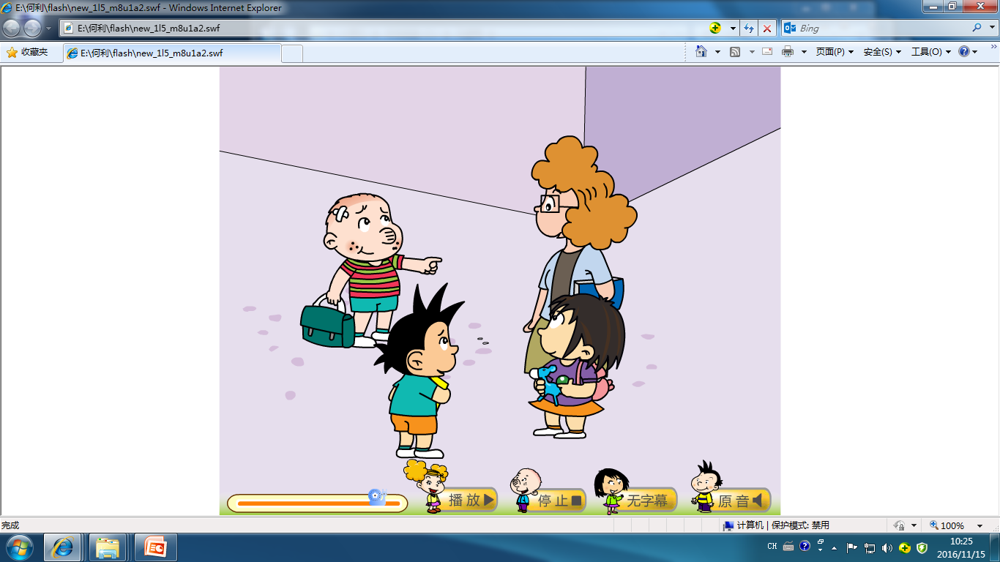 E:\何利\flash\new_1l5_m8u1a2.swf - Windows Internet Explorer
E:\何利\flash\new_1l5_m8u1a2.swf
Bing
收藏夹
E:\何利\flash\new_1l5_m8u1a2.swf
页面(P)
安全(S)
工具(O)
播放
停止
无字幕
原音
完成
计算机 | 保护模式: 禁用
100%
CH
10:25
2016/11/15